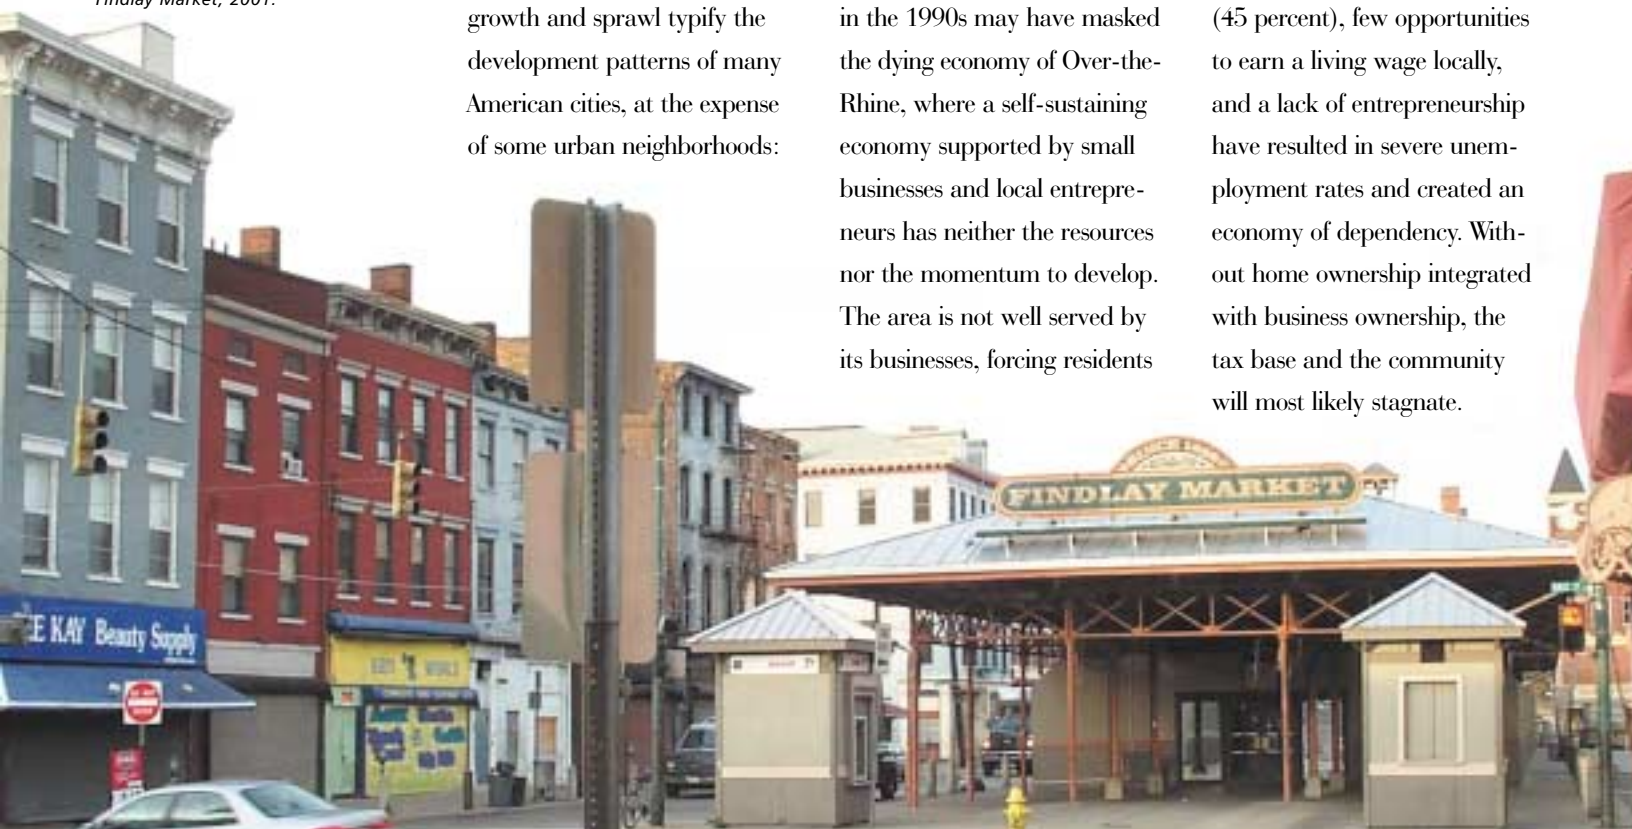 Findlay Market, 2001.
growth and sprawl typify the
development patterns of many
American cities, at the expense
of some urban neighborhoods:
in the 1990s may have masked
the dying economy of Over-the-
Rhine, where a self-sustaining
economy supported by small
businesses and local entrepre-
neurs has neither the resources
nor the momentum to develop.
The area is not well served by
its businesses, forcing residents
(45 percent), few opportunities
to earn a living wage locally,
and a lack of entrepreneurship
have resulted in severe unem-
ployment rates and created an
economy of dependency. With-
out home ownership integrated
with business ownership, the
tax base and the community
will most likely stagnate.
FINDLAY MARKET
KAY Beauty Supply